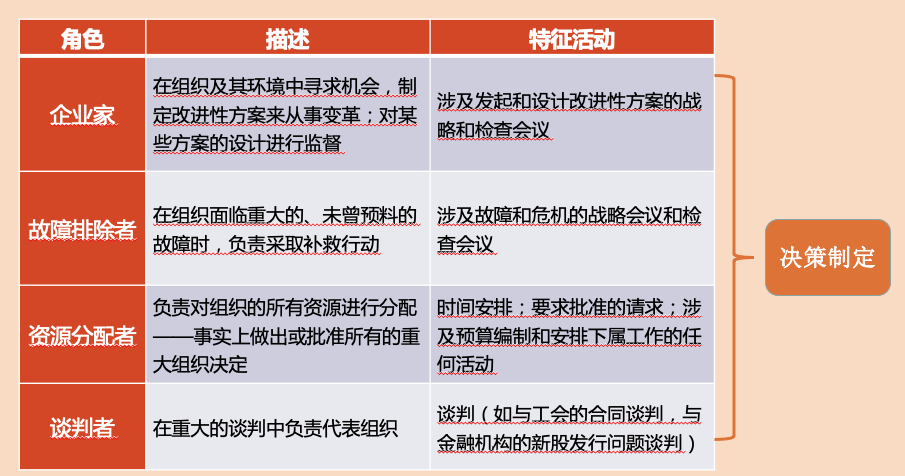 角色
描述
特征活动
企业家
在组织及其环境中寻求机会，制
定改进性方案来从事变革；对某
些方案的设计进行监督
涉及发起和设计改进性方案的战
略和检查会议
故障排除者
在组织面临重大的、未曾预料的
故障时，负责采取补救行动
涉及故障和危机的战略会议和检
查会议
资源分配者
负责对组织的所有资源进行分配
——事实上做出或批准所有的重
大组织决定
时间安排；要求批准的请求；涉
及预算编制和安排下属工作的任
何活动
谈判者
在重大的谈判中负责代表组织
谈判（如与工会的合同谈判，与
金融机构的新股发行问题谈判）
决策制定